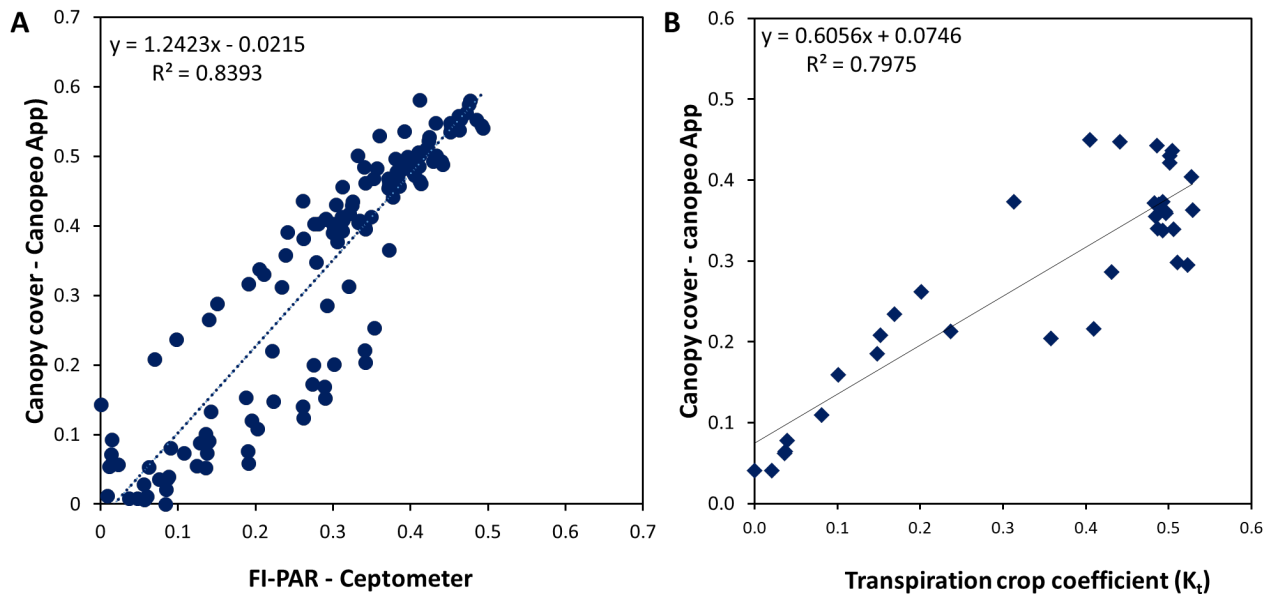 A
y = 1.2423x - 0.0215
R² = 0.8393
Canopy cover - Canopeo App)
0.7
0.6
0.5
0.4
0.3
0.2
0.1
0
0 0.1 0.2 0.3 0.4 0.5 0.6 0.7
FI-PAR - Ceptometer
B
y = 0.6056x + 0.0746
R² = 0.7975
Canopy cover - canopeo App
0.6
0.5
0.4
0.3
0.2
0.1
0.0
0.0 0.1 0.2 0.3 0.4 0.5 0.6
Transpiration crop coefficient (Kt)